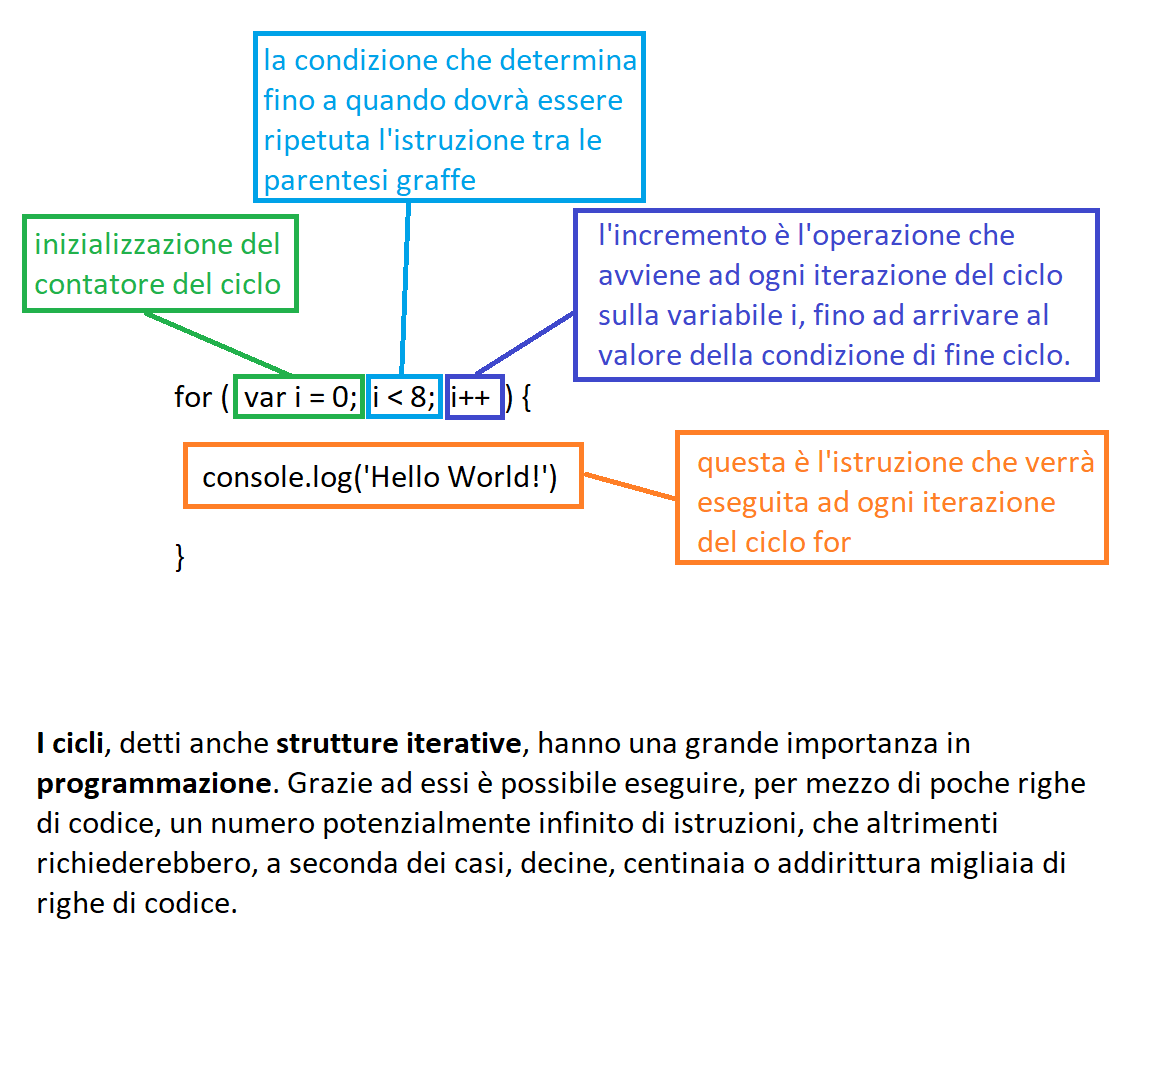 la condizione che determina
fino a quando dovrà essere
ripetuta l'istruzione tra le
parentesi graffe
inizializzazione del
contatore del ciclo
l'incremento è l'operazione che
avviene ad ogni iterazione del ciclo
sulla variabile i, fino ad arrivare al
valore della condizione di fine ciclo.
for ( var i = 0; i < 8; i++ ) {
console.log('Hello World!')
questa è l'istruzione che verrà
eseguita ad ogni iterazione
del ciclo for
}
I cicli, detti anche strutture iterative, hanno una grande importanza in
programmazione. Grazie ad essi è possibile eseguire, per mezzo di poche righe
di codice, un numero potenzialmente infinito di istruzioni, che altrimenti
richiederebbero, a seconda dei casi, decine, centinaia o addirittura migliaia di
righe di codice.